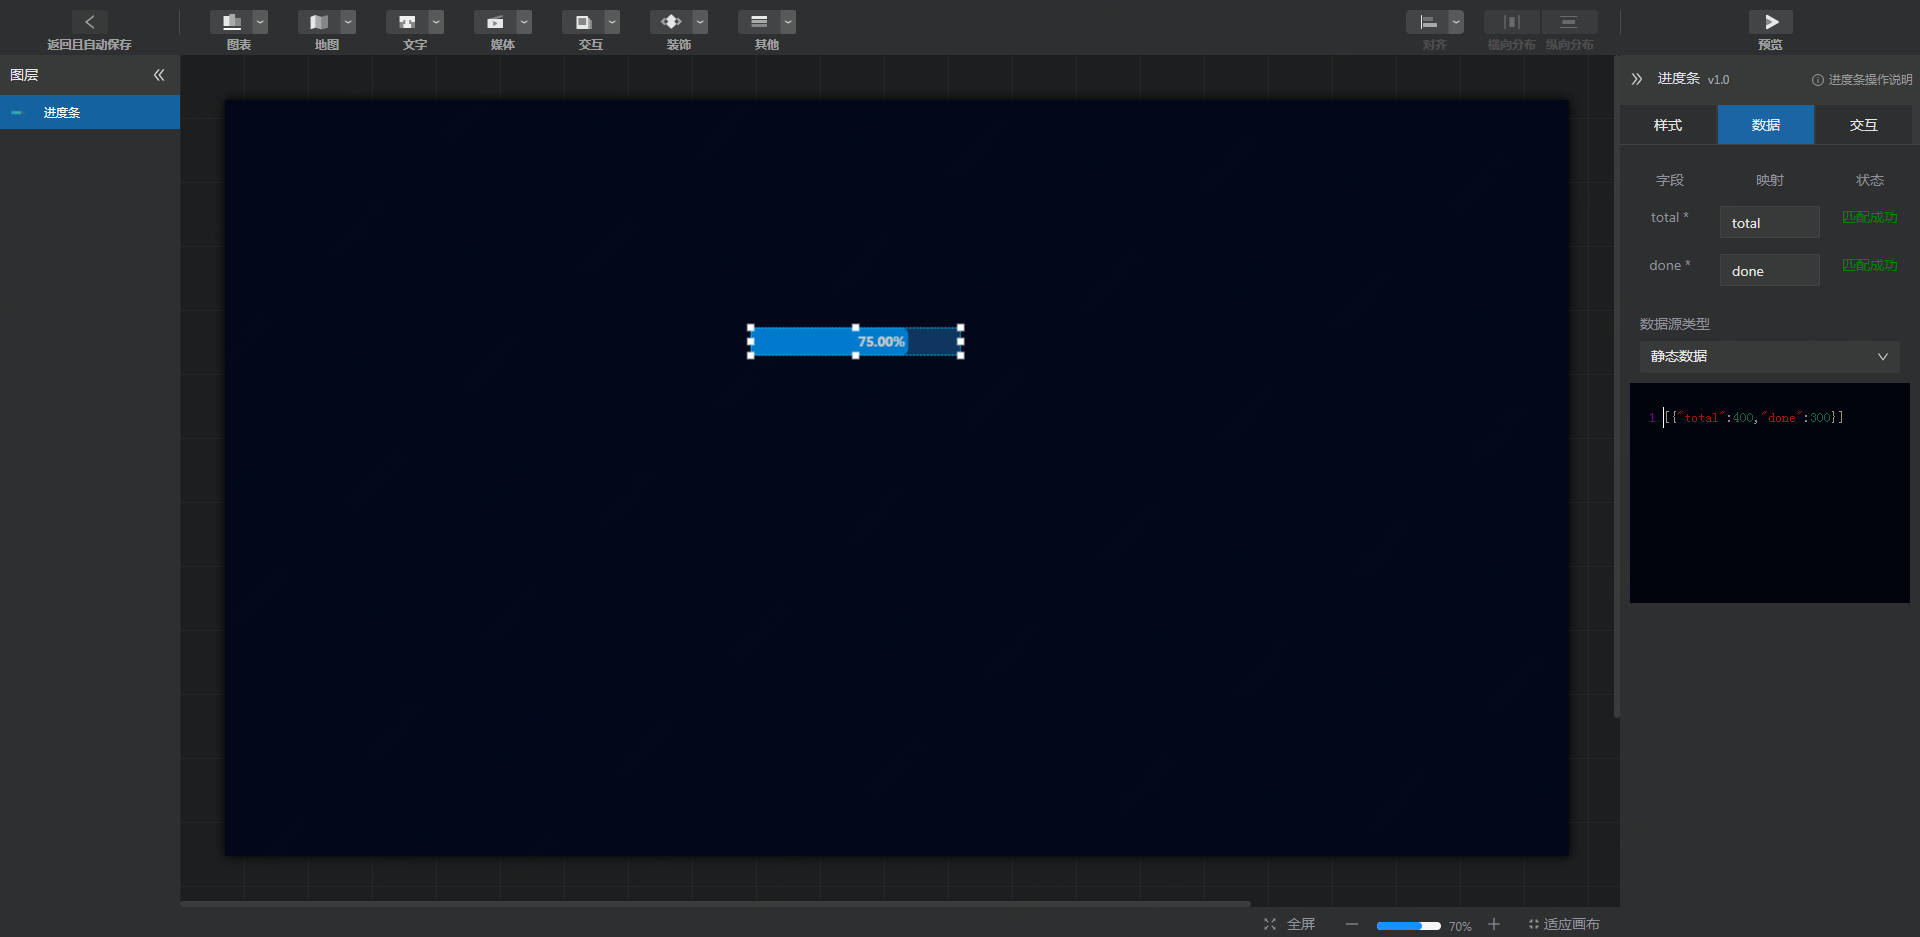 返回且自动保存
图表
地图
文字
媒体
交互
装饰
其他
对齐
横向分布
纵向分布
预览
图层
进度条
75.00%
进度条 v1.0
进度条操作说明
样式
数据
交互
字段
映射
状态
total *
total
匹配成功
done *
done
匹配成功
数据源类型
静态数据
1 [{"total":400,"done":300}]
全屏
70%
适应画布